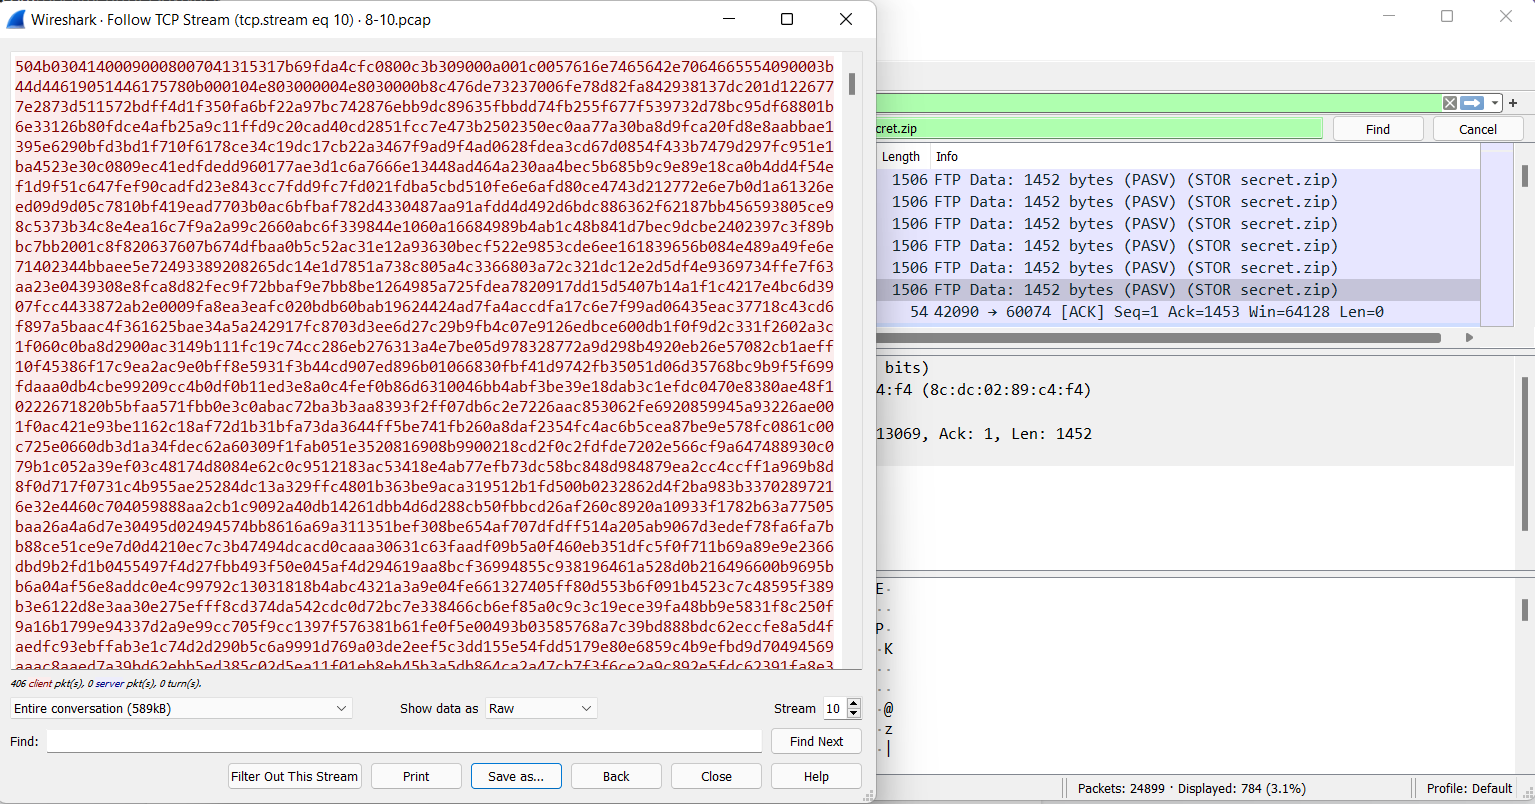 Wireshark · Follow TCP Stream (tcp.stream eq 10) · 8-10.pcap
504b03041400090008007041315317b69fda4cfc0800c3b309000a001c0057616e7465642e7064665554090003b
44d44619051446175780b000104e803000004e8030000b8c476de73237006fe78d82fa842938137dc201d1226777
7e2873d511572bdff4d1f350fa6bf22a97bc742876ebb9dc89635fbbdd74fb255f677f539732d78bc95df68801b
6e33126b80fdce4afb25a9c11ffd9c20cad40cd2851fcc7e473b2502350ec0aa77a30ba8d9fca20fd8e8aabbae1
395e6290bfd3bd1f710f6178ce34c19dc17cb22a3467f9ad9f4ad0628fdea3cd67d0854f433b7479d297fc951e1
ba4523e30c0809ec41edfdedd960177ae3d1c6a7666e13448ad464a230aa4bec5b685b9c9e89e18ca0b4dd4f54e
f1d9f51c647fef90cadfd23e843cc7fdd9fc7fd021fdba5cbd510fe6e6afd80ce4743d212772e6e7b0d1a61326e
ed09d9d05c7810bf419ead7703b0ac6bfbaf782d4330487aa91afdd4d492d6bdc886362f62187bb456593805ce9
8c5373b34c8e4ea16c7f9a2a99c2660abc6f339844e1060a16684989b4ab1c48b841d7bec9dcbe2402397c3f89b
bc7bb2001c8f820637607b674dfbaa0b5c52ac31e12a93630becf522e9853cde6ee161839656b084e489a49fe6e
71402344bbaee5e72493389208265dc14e1d7851a738c805a4c3366803a72c321dc12e2d5df4e9369734ffe7f63
aa23e0439308e8fca8d82fec9f72bbaf9e7bb8be1264985a725fdea7820917dd15d5407b14a1f1c4217e4bc6d3
907fcc4433872ab2e0009fa8ea3eafc020bdb60bab19624424ad7fa4accdfa17c6e7f99ad06435eac37718c43cd6
f897a5baac4f361625bae34a5a242917fc8703d3ee6d27c29b9fb4c07e9126edbce600db1f0f9d2c331f2602a3c
1f060c0ba8d2900ac3149b111fc19c74cc286eb276313a4e7be05d978328772a9d298b4920eb26e57082cb1aeff
10f45386f17c9ea2ac9e0bff8e5931f3b44cd907ed896b01066830fbf41d9742fb35051d06d35768bc9b9f5f699
fdaaa0db4cbe99209cc4b0df0b11ed3e8a0c4fef0b86d6310046bb4abf3be39e18dab3c1efdc0470e8380ae48f1
0222671820b5bfaa571fbb0e3c0abac72ba3b3aa8393f2ff07db6c2e7226aac853062fe6920859945a93226ae00
1f0ac421e93be1162c18af72d1b31bfa73da3644ff5be741fb260a8daf2354fc4ac6b5cea87be9e578fc0861c00
c725e0660db3d1a34fdec62a60309f1fab051e3520816908b9900218cd2f0c2fdfde7202e566cf9a647488930c0
79b1c052a39ef03c48174d8084e62c0c9512183ac53418e4ab77efb73dc58bc848d984879ea2cc4ccff1a969b8d
8f0d717f0731c4b955ae25284dc13a329ffc4801b363be9aca319512b1fd500b0232862d4f2ba983b3370289721
6e32e4460c704059888aa2cb1c9092a40db14261dbb4d6d288cb50fbbcd26af260c8920a10933f1782b63a77505
baa26a4a6d7e30495d02494574bb8616a69a311351bef308be654af707dfdff514a205ab9067d3edef78fa6fa7b
b88ce51ce9e7d0d4210ec7c3b47494dcacd0caaa30631c63faadf09b5a0f460eb351dfc5f0f711b69a89e9e2366
dbd9b2fd1b0455497f4d27fbb493f50e045af4d294619aa8bcf36994855c938196461a528d0b216496600b9695b
b6a04af56e8addc0e4c99792c13031818b4abc4321a3a9e04fe661327405ff80d553b6f091b4523c7c48595f389
b3e6122d8e3aa30e275efff8cd374da542cdc0d72bc7e338466cb6ef85a0c9c3c19ece39fa48bb9e5831f8c250f
9a16b1799e94337d2a9e99cc705f9cc1397f576381b61fe0f5e00493b03585768a7c39bd888bdc62eccfe8a5d4f
aedfc93ebffab3e1c74d2d290b5c6a9991d769a03de2eef5c3dd155e54fdd5179e80e6859c4b9efbd9d70494569
aaac8aaed7a39bd62ebb5ed385c02d5ea11f01eb8eb45b3a5db864ca2a47cb7f3f6ce2a9c892e5fdc62391fa8e3
406 client pkt(s), 0 server pkt(s), 0 turn(s).
Entire conversation (589kB)
Show data as
Raw
Stream
10
Find:
Find Next
Filter Out This Stream
Print
Save as...
Back
Close
Help
cret.zip
Find
Cancel
Length Info
1506 FTP Data: 1452 bytes (PASV) (STOR secret.zip)
1506 FTP Data: 1452 bytes (PASV) (STOR secret.zip)
1506 FTP Data: 1452 bytes (PASV) (STOR secret.zip)
1506 FTP Data: 1452 bytes (PASV) (STOR secret.zip)
1506 FTP Data: 1452 bytes (PASV) (STOR secret.zip)
1506 FTP Data: 1452 bytes (PASV) (STOR secret.zip)
54 42090 → 60074 [ACK] Seq=1 Ack=1453 Win=64128 Len=0
bits)
4:f4 (8c:dc:02:89:c4:f4)
13069, Ack: 1, Len: 1452
E·
··
P·
·K
··
··
·@
·z
·|
Packets: 24899 · Displayed: 784 (3.1%)
Profile: Default